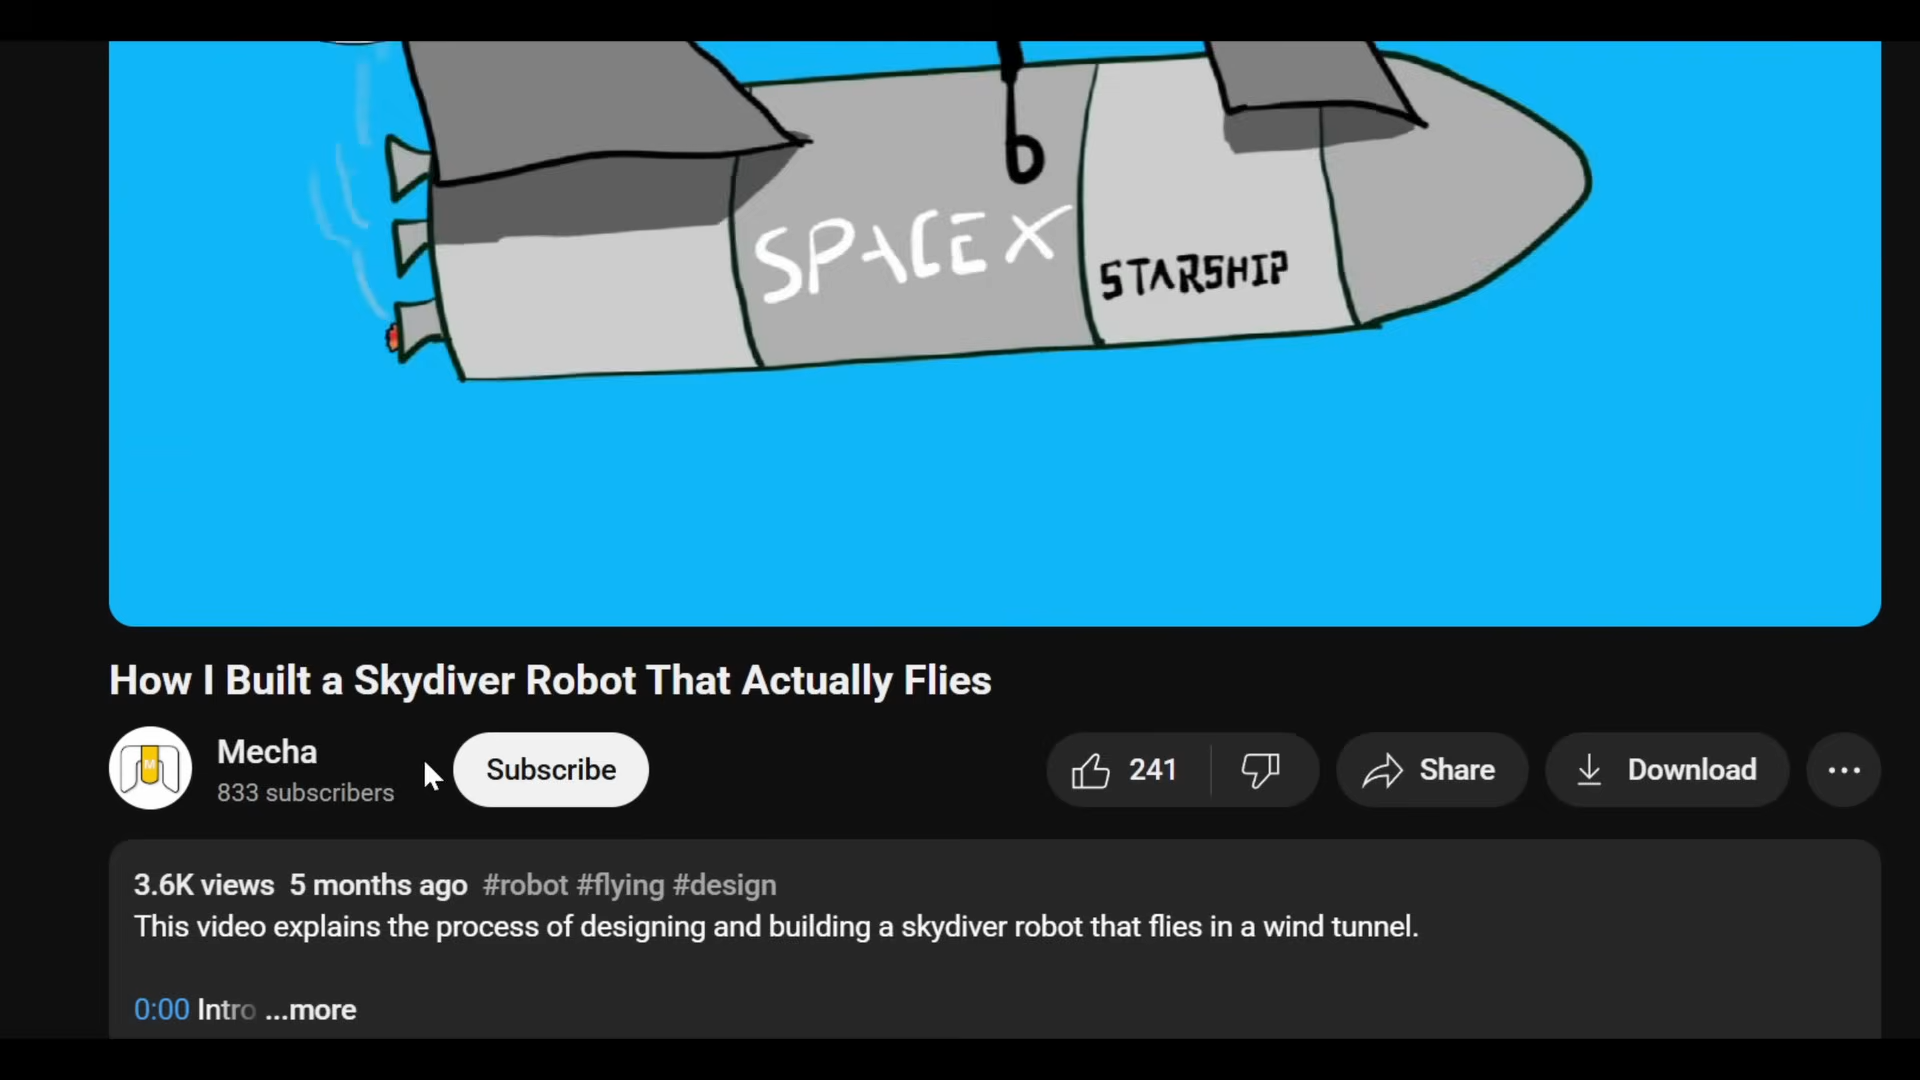 SPACE X
STARSHIP
How I Built a Skydiver Robot That Actually Flies
M
Mecha
833 subscribers
Subscribe
241
Share
Download
3.6K views 5 months ago #robot #flying #design
This video explains the process of designing and building a skydiver robot that flies in a wind tunnel.
0:00 Intro ...more